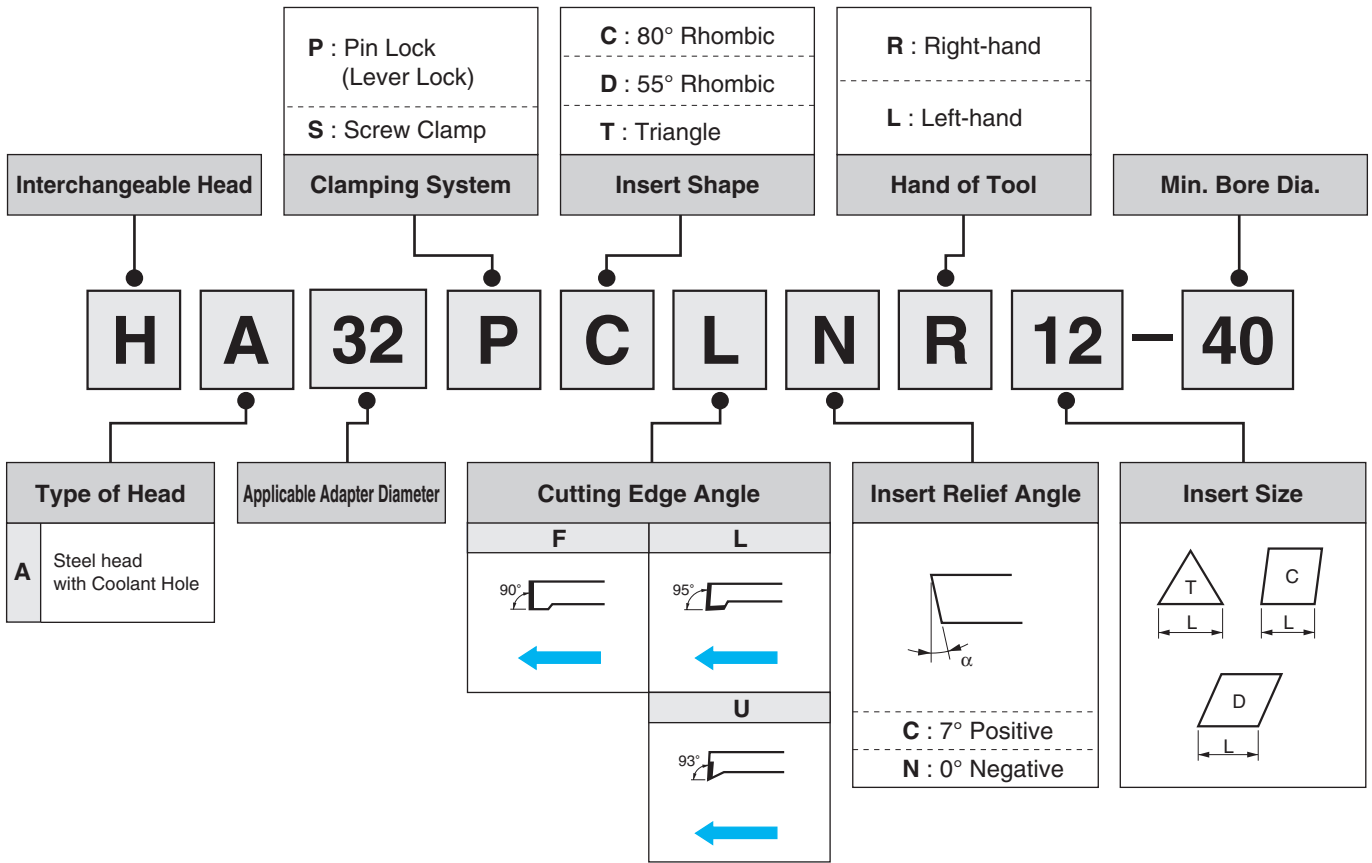 P : Pin Lock
(Lever Lock)
S : Screw Clamp
C : 80° Rhombic
D : 55° Rhombic
T : Triangle
R : Right-hand
L : Left-hand
Interchangeable Head
Clamping System
Insert Shape
Hand of Tool
Min. Bore Dia.
H A 32 P C L N R 12 – 40
Type of Head
A
Steel head
with Coolant Hole
Applicable Adapter Diameter
Cutting Edge Angle
F
90°
L
95°
U
93°
Insert Relief Angle
α
C : 7° Positive
N : 0° Negative
Insert Size
T
L
C
L
D
L